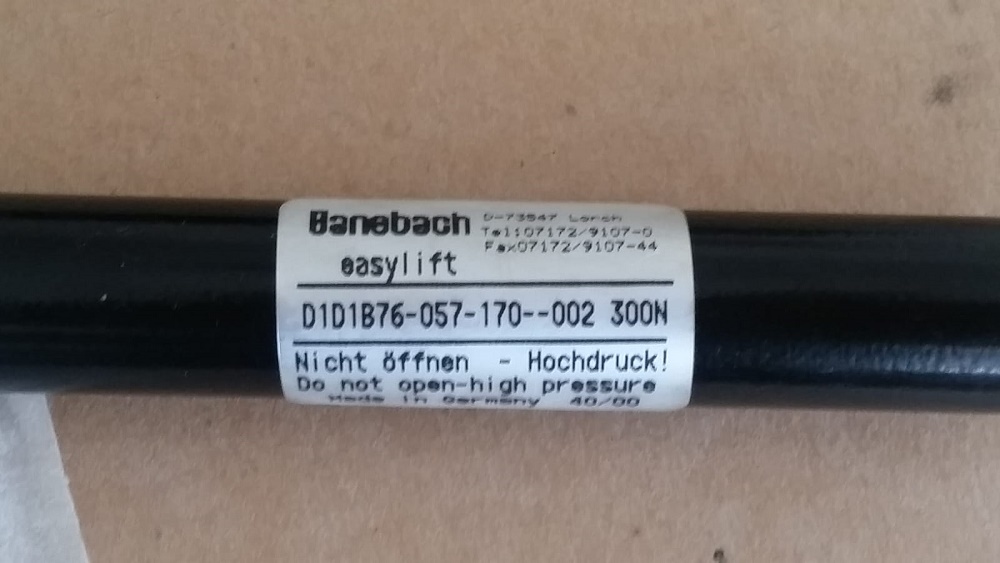 Bansbach
D-73547 Lorch
Tel:07172/9107-0
Fax07172/9107-44
easylift
D1D1B76-057-170--002 300N
Nicht öffnen - Hochdruck!
Do not open-high pressure
Made in Germany 40/00